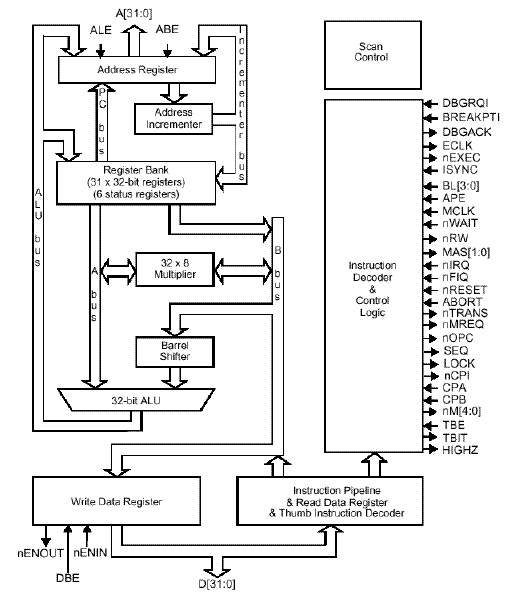 A[31:0]
ALE
ABE
Address Register
Address
Incrementer
Incrementer bus
PC bus
Register Bank
(31 x 32-bit registers)
(6 status registers)
ALU bus
A bus
B bus
32 x 8
Multiplier
Barrel
Shifter
32-bit ALU
Write Data Register
nENOUT
nENIN
DBE
D[31:0]
Instruction Pipeline
& Read Data Register
& Thumb Instruction Decoder
Scan
Control
Instruction
Decoder
&
Control
Logic
DBGRQI
BREAKPTI
DBGACK
ECLK
nEXEC
ISYNC
BL[3:0]
APE
MCLK
nWAIT
nRW
MAS[1:0]
nIRQ
nFIQ
nRESET
ABORT
nTRANS
nMREQ
nOPC
SEQ
LOCK
nCPI
CPA
CPB
nM[4:0]
TBE
TBIT
HIGHZ